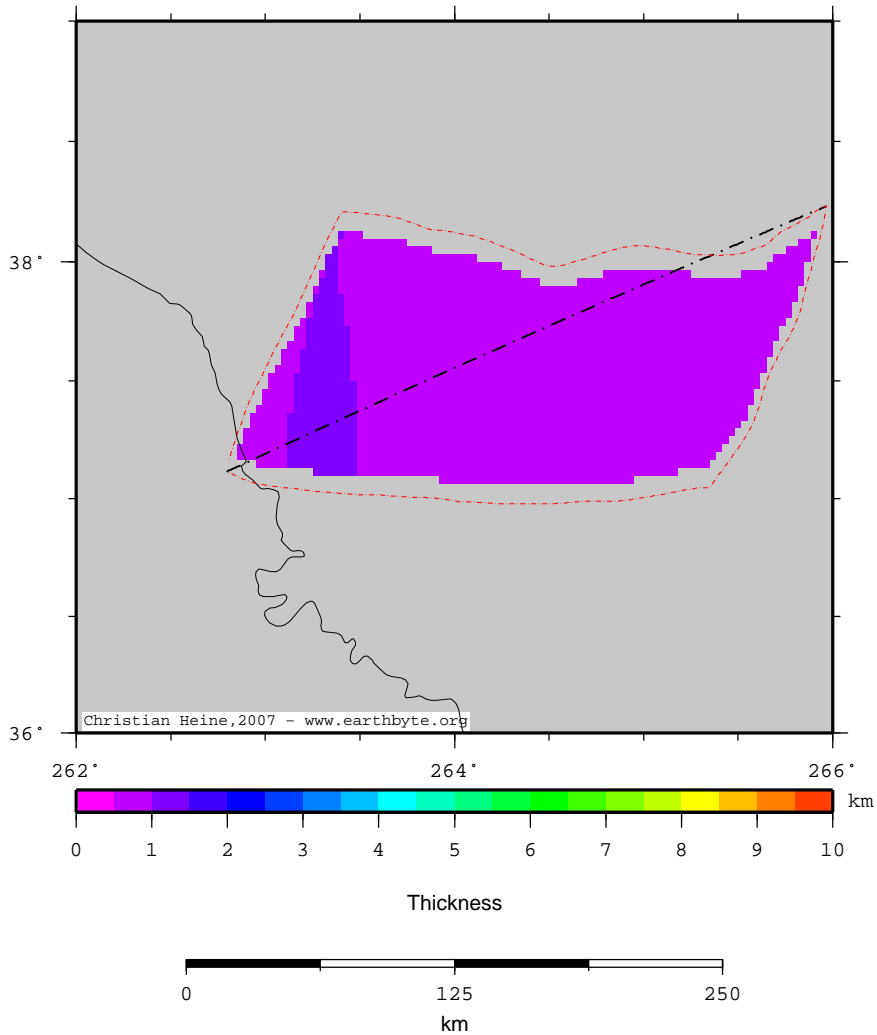 38°
36°
Christian Heine,2007 - www.earthbyte.org
262° 264° 266°
km
0 1 2 3 4 5 6 7 8 9 10
Thickness
0 125 250
km